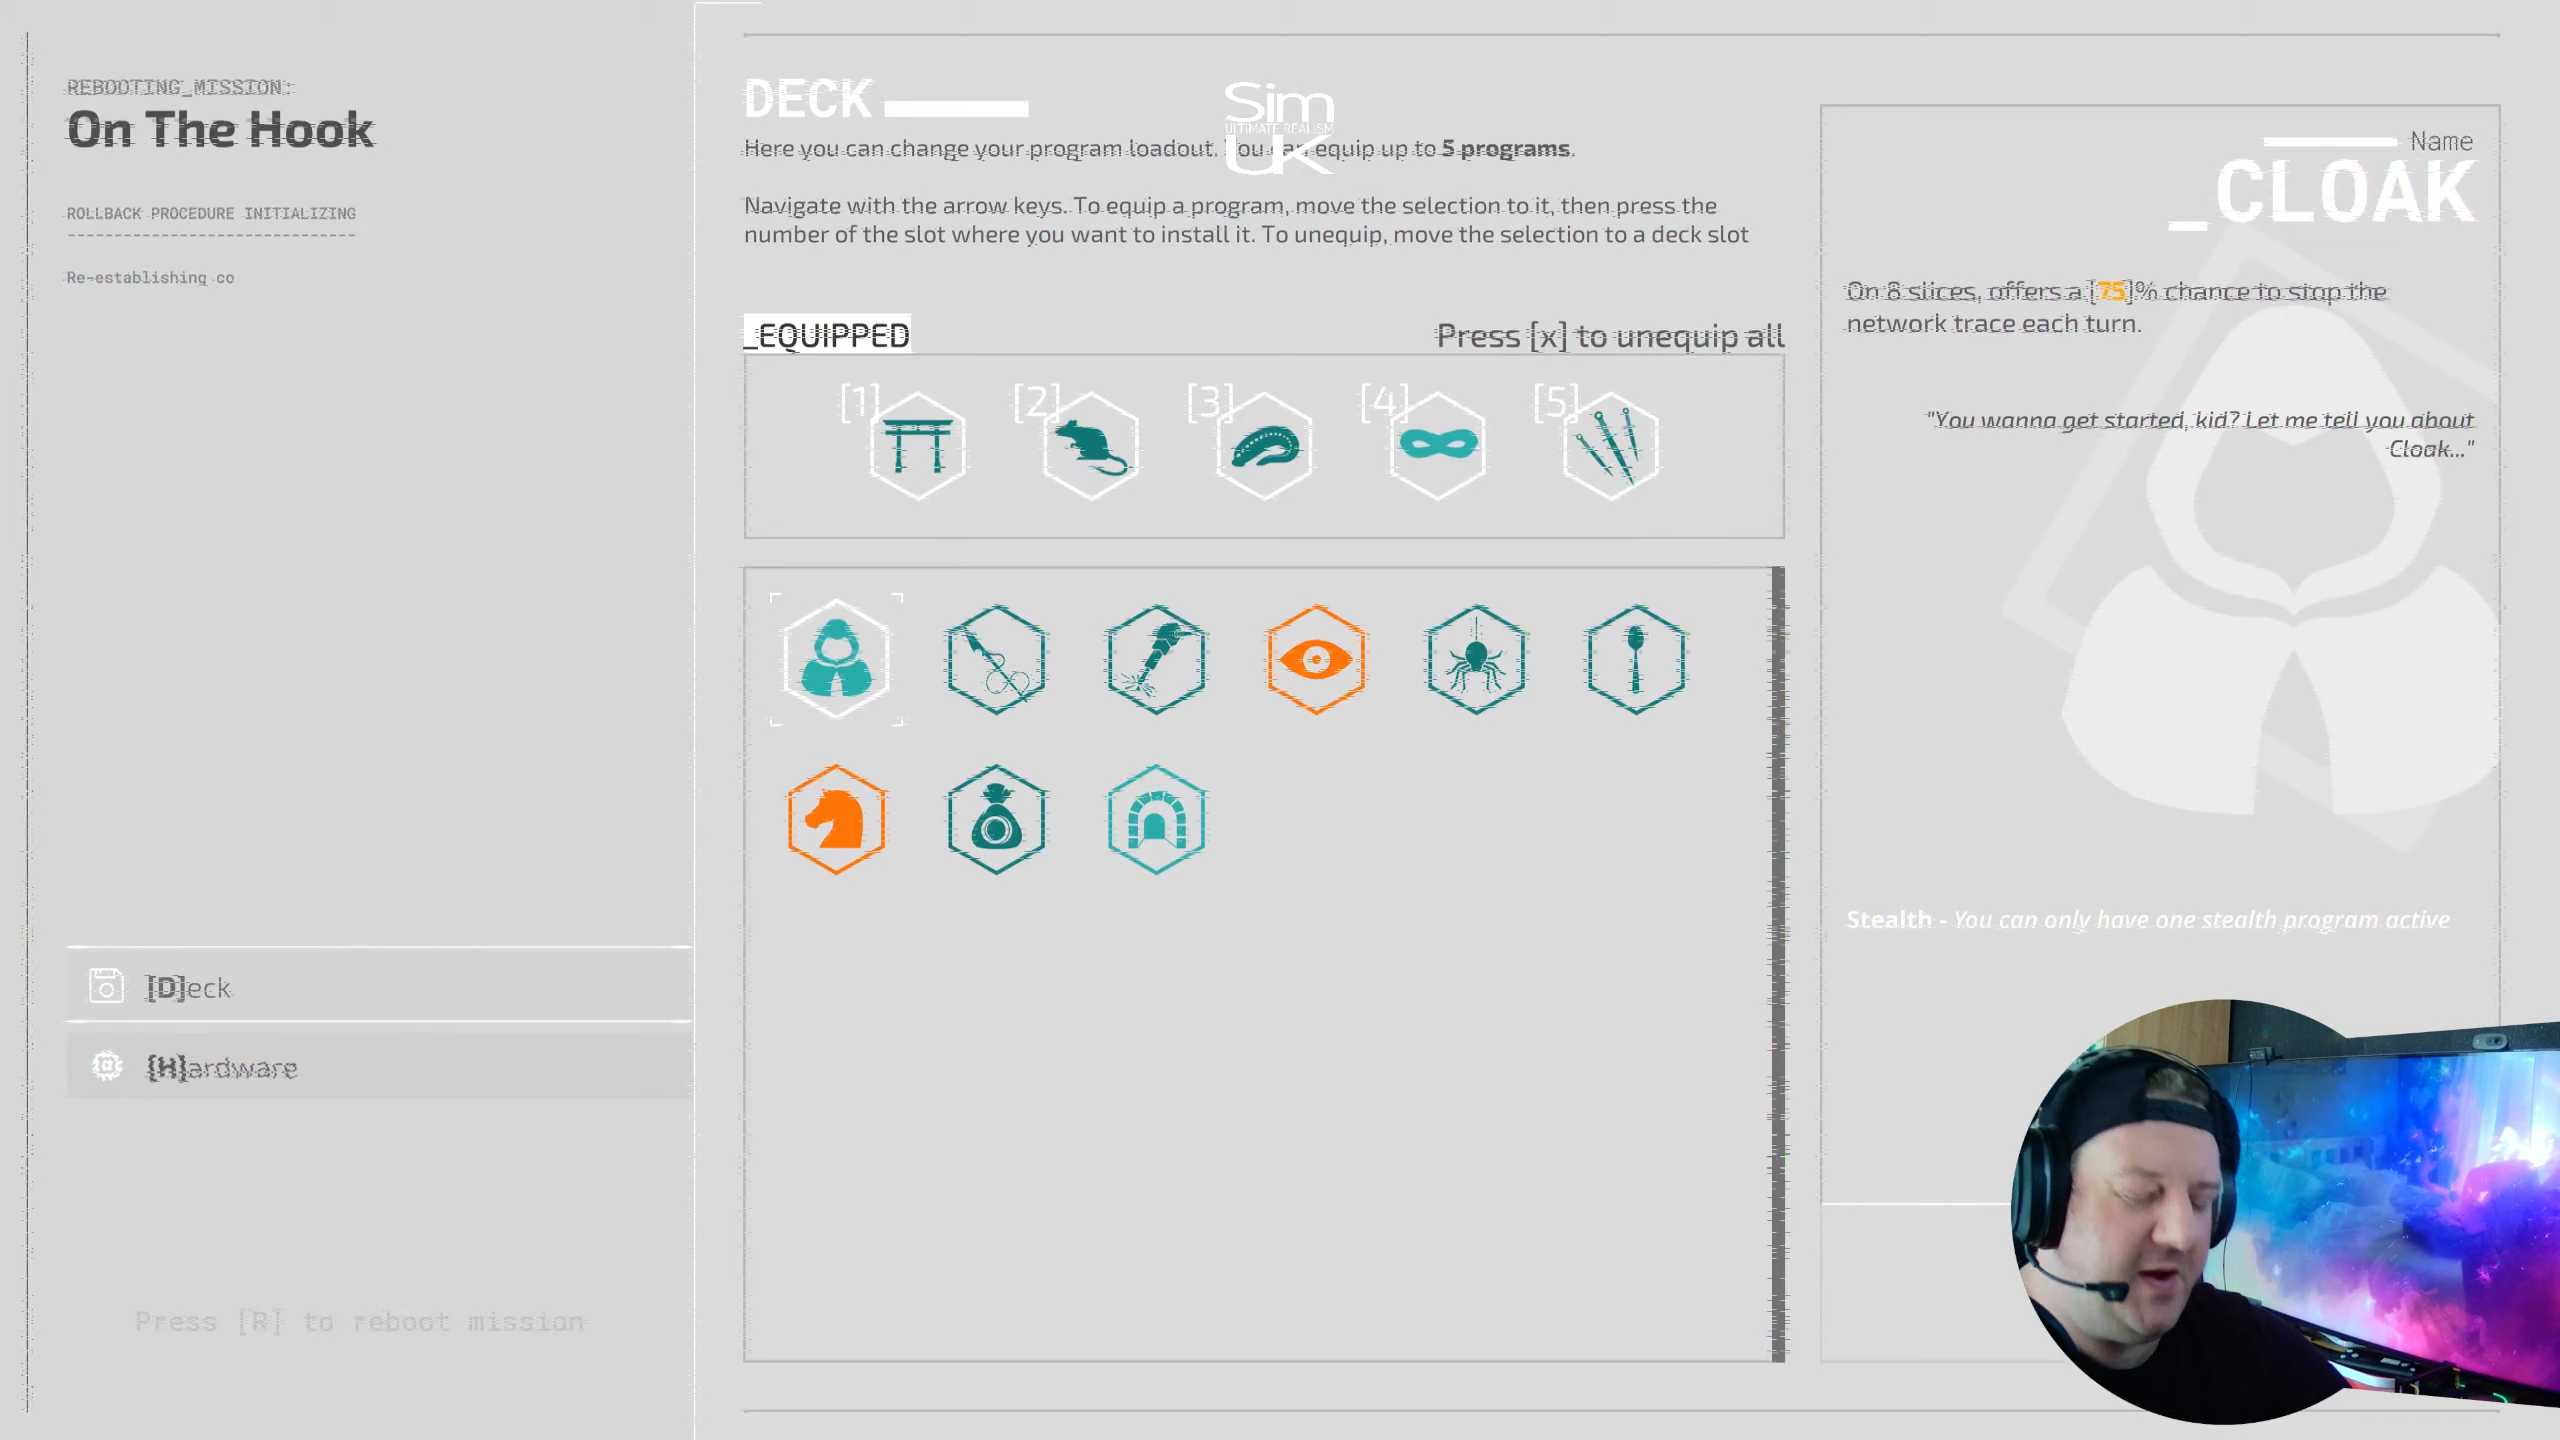 REBOOTING_MISSION:
On The Hook
ROLLBACK PROCEDURE INITIALIZING
-------------------------------
Re-establishing co
[D]eck
[H]ardware
Press [R] to reboot mission
DECK
Sim
ULTIMATE REALISM
UK
Here you can change your program loadout. You can equip up to 5 programs.
Navigate with the arrow keys. To equip a program, move the selection to it, then press the
number of the slot where you want to install it. To unequip, move the selection to a deck slot
_EQUIPPED
Press [x] to unequip all
[1] [2] [3] [4] [5]
Name
_CLOAK
On 8 slices, offers a [75]% chance to stop the
network trace each turn.
"You wanna get started, kid? Let me tell you about
Cloak..."
Stealth - You can only have one stealth program active